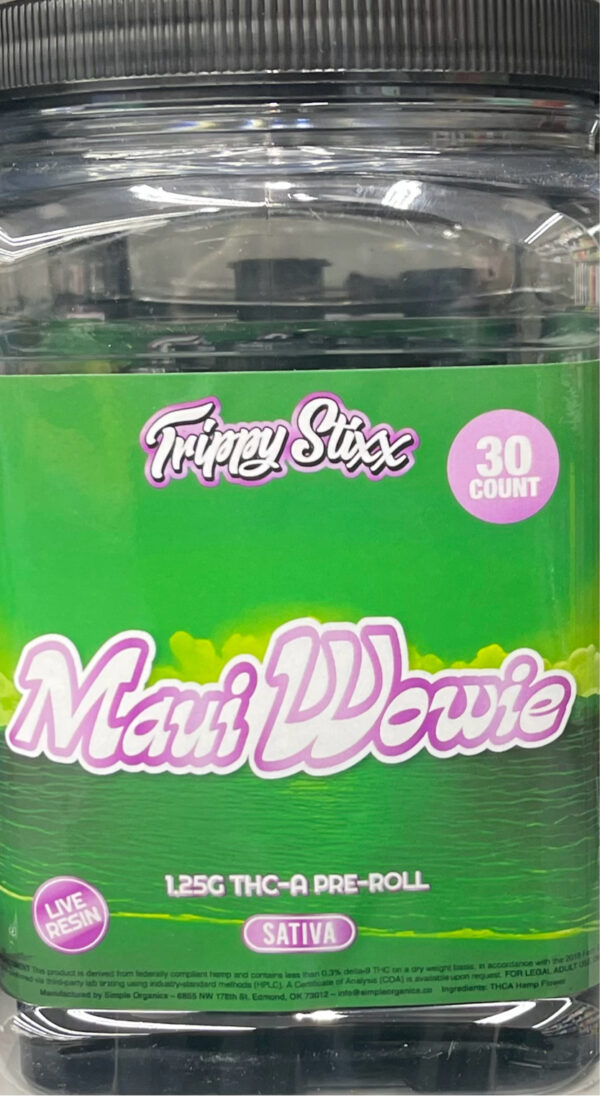 Trippy Stixx
30
COUNT
Maui Wowie
1.25G THC-A PRE-ROLL
LIVE
RESIN
SATIVA
This product is derived from federally compliant hemp and contains less than 0.3% delta-9 THC on a dry weight basis, in accordance with the 2018
via third-party lab testing using industry-standard methods (HPLC). A Certificate of Analysis (COA) is available upon request. FOR LEGAL ADULT
Manufactured by Simple Organics – 6855 NW 178th St. Edmond, OK 73012 – info@simpleorganics.co Ingredients: THCA Hemp Flower